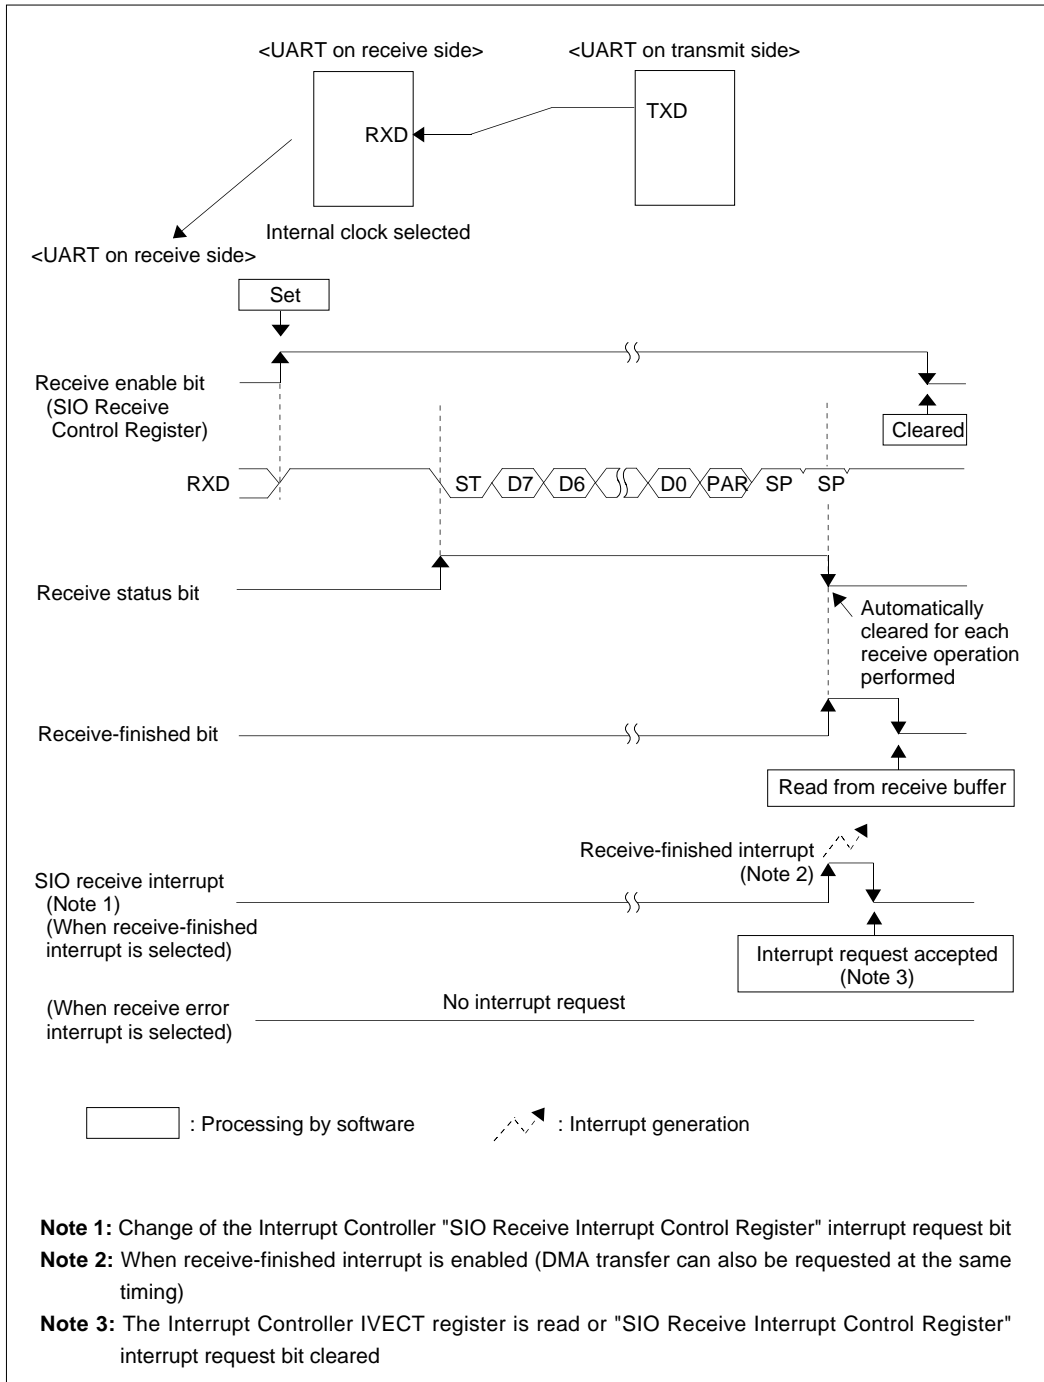 <UART on receive side>
<UART on transmit side>
RXD
TXD
Internal clock selected
<UART on receive side>
Set
Receive enable bit
(SIO Receive
Control Register)
Cleared
RXD
ST D7 D6 D0 PAR SP SP
Receive status bit
Automatically
cleared for each
receive operation
performed
Receive-finished bit
Read from receive buffer
Receive-finished interrupt
(Note 2)
SIO receive interrupt
(Note 1)
(When receive-finished
interrupt is selected)
Interrupt request accepted
(Note 3)
(When receive error
interrupt is selected)
No interrupt request
: Processing by software
: Interrupt generation
Note 1: Change of the Interrupt Controller "SIO Receive Interrupt Control Register" interrupt request bit
Note 2: When receive-finished interrupt is enabled (DMA transfer can also be requested at the same
timing)
Note 3: The Interrupt Controller IVECT register is read or "SIO Receive Interrupt Control Register"
interrupt request bit cleared